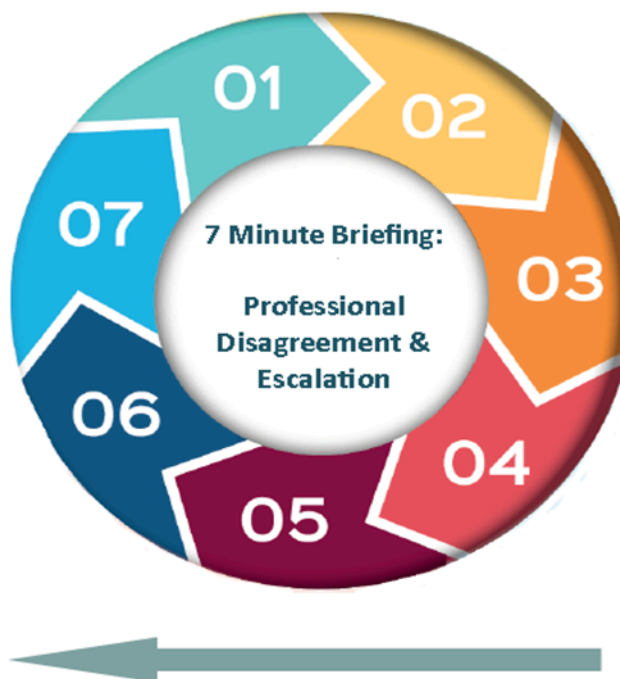 01
02
03
04
05
06
07
7 Minute Briefing:
Professional
Disagreement &
Escalation